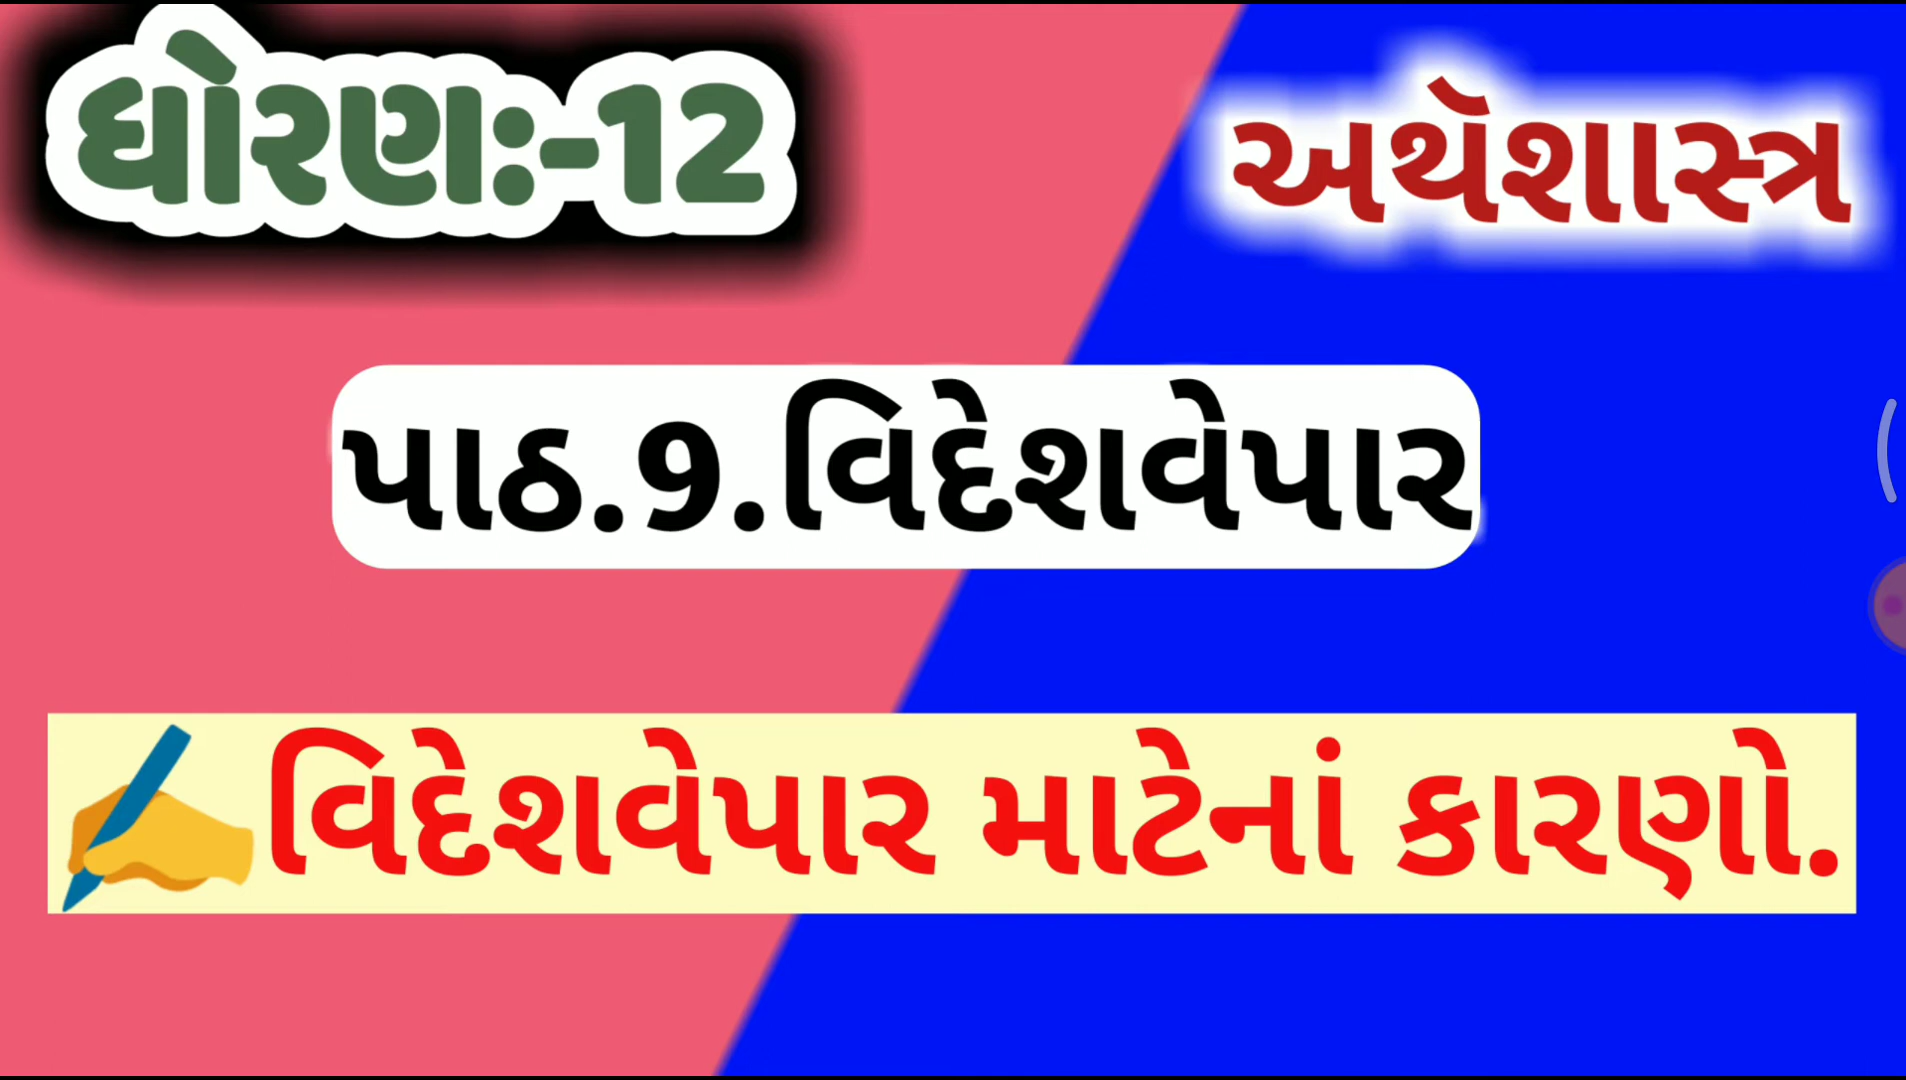 ધોરણઃ-12
અર્થશાસ્ત્ર
પાઠ.9.વિદેશવેપાર
✍વિદેશવેપાર માટેનાં કારણો.